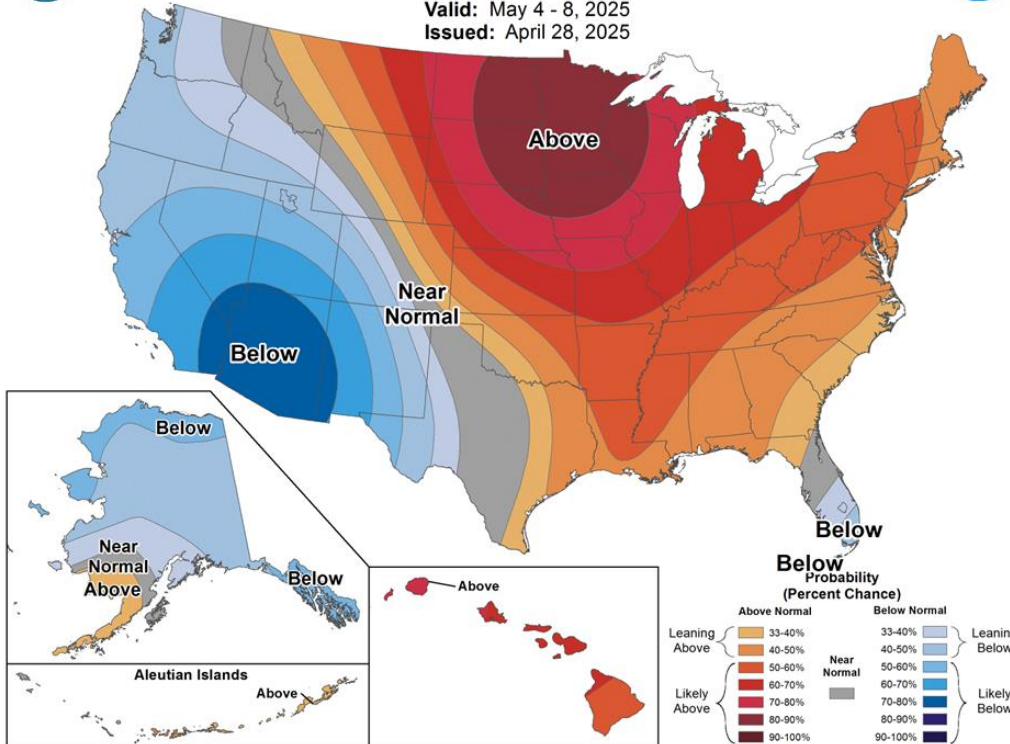 Valid: May 4 - 8, 2025
Issued: April 28, 2025
Above
Near
Normal
Below
Below
Below
Below
Near
Normal
Above
Below
Aleutian Islands
Above
Above
Probability
(Percent Chance)
Above Normal
Below Normal
Leaning
Above
33-40%
40-50%
Likely
Above
50-60%
60-70%
70-80%
80-90%
90-100%
Near
Normal
33-40%
40-50%
Leaning
Below
50-60%
60-70%
70-80%
80-90%
90-100%
Likely
Below